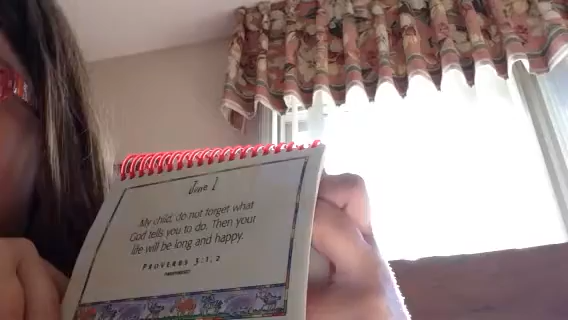 June 1
My child, do not forget what
God tells you to do. Then your
life will be long and happy.
PROVERBS 3:1, 2